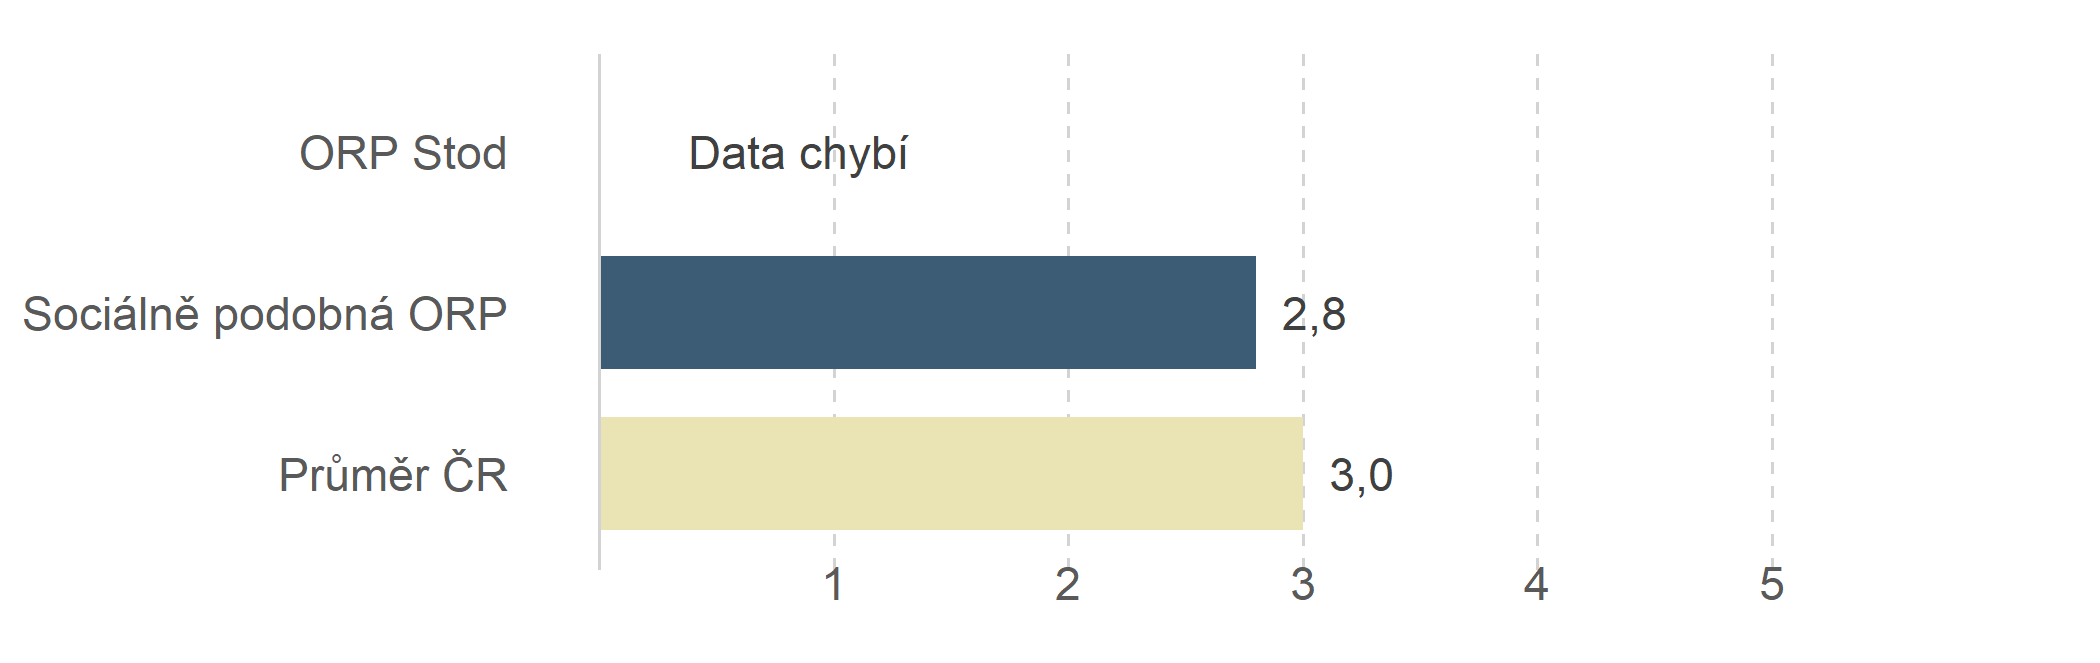 ORP Stod
Data chybí
Sociálně podobná ORP
2,8
Průměr ČR
3,0
1 2 3 4 5